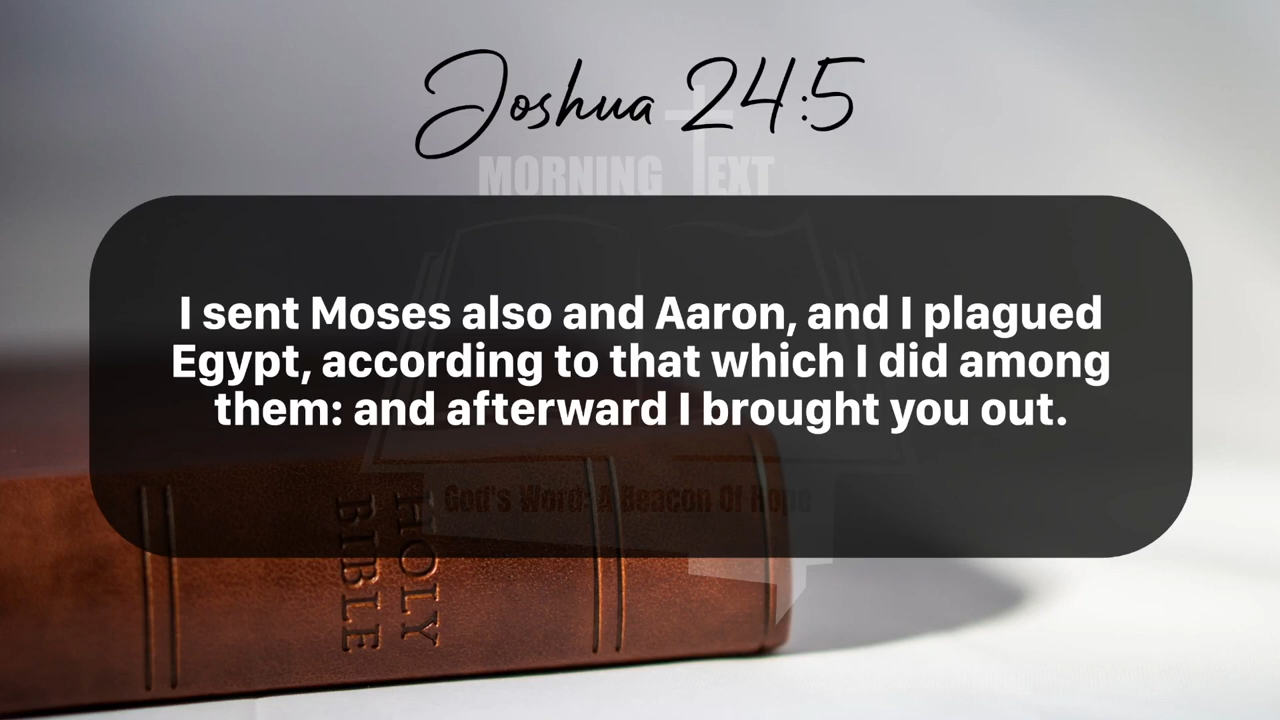 Joshua 24:5
MORNING TEXT
I sent Moses also and Aaron, and I plagued
Egypt, according to that which I did among
them: and afterward I brought you out.
God's Word: A Beacon Of Hope
HOLY
BIBLE